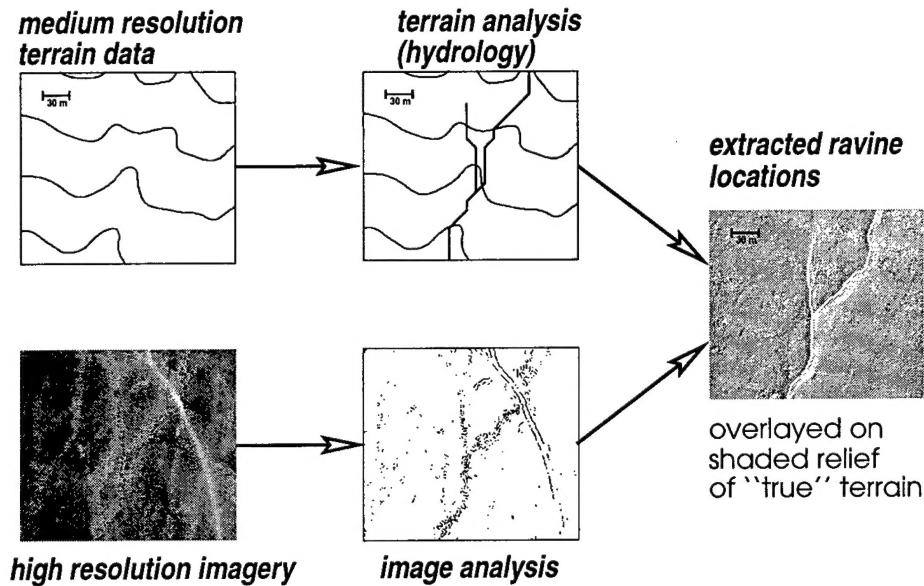 medium resolution
terrain data
terrain analysis
(hydrology)
30 m
30 m
extracted ravine
locations
30 m
overlayed on
shaded relief
of ``true'' terrain
high resolution imagery
image analysis